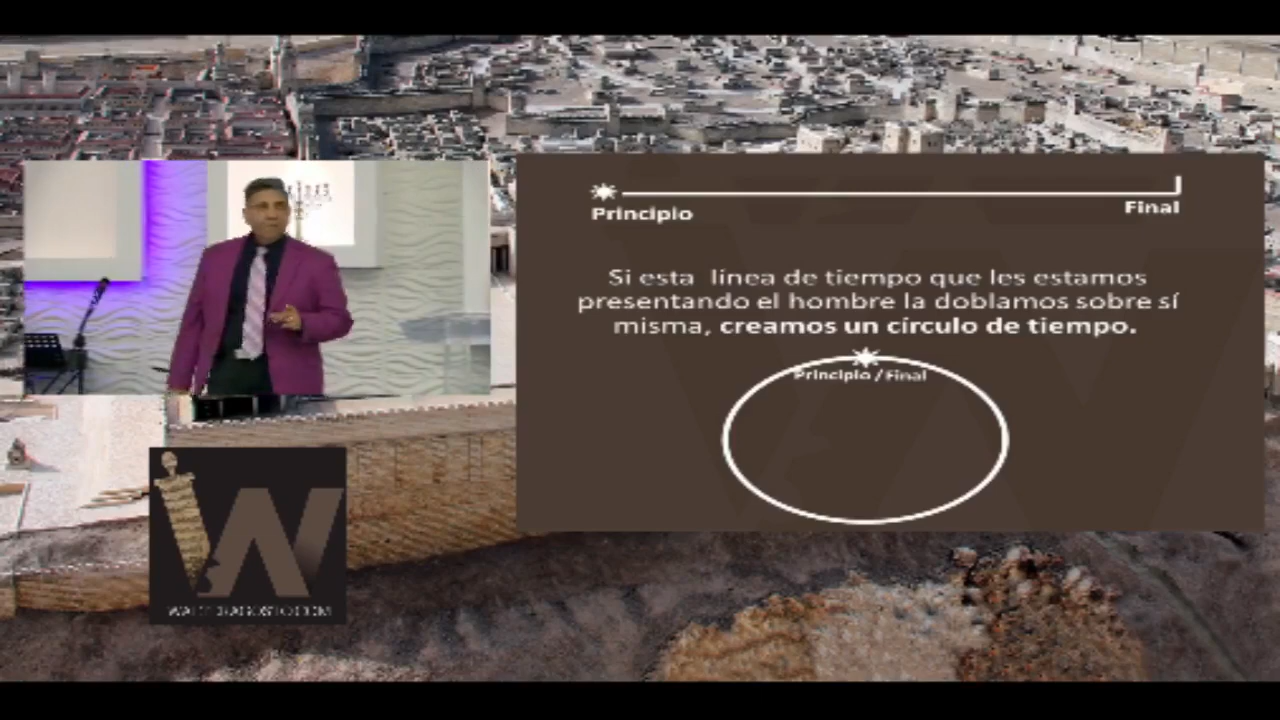 Principio
Final
Si esta línea de tiempo que les estamos
presentando el hombre la doblamos sobre sí
misma, creamos un círculo de tiempo.
Principio / Final
W